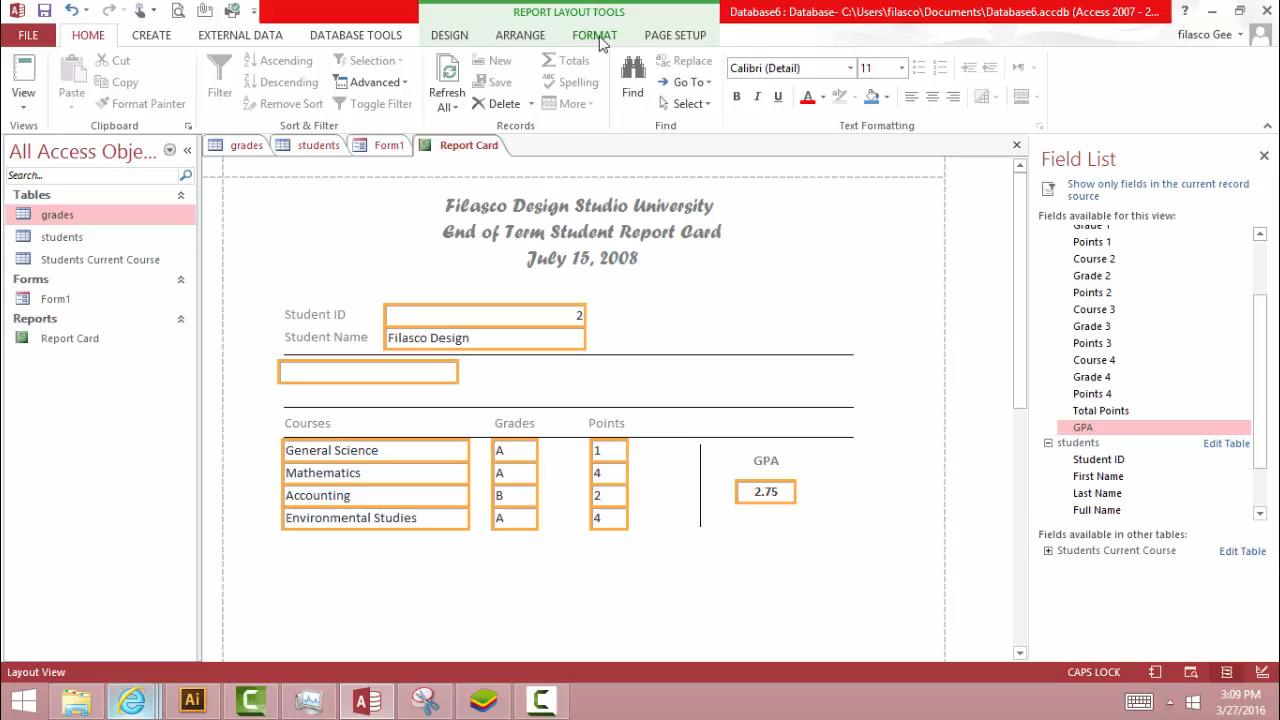 REPORT LAYOUT TOOLS
Database6 : Database- C:\Users\filasco\Documents\Database6.accdb (Access 2007 - 2...
?
FILE HOME CREATE EXTERNAL DATA DATABASE TOOLS DESIGN ARRANGE FORMAT PAGE SETUP
filasco Gee
View
Views
Paste
Cut
Copy
Format Painter
Clipboard
Filter
Ascending
Descending
Remove Sort
Selection
Advanced
Toggle Filter
Sort & Filter
Refresh
All
New
Save
Delete
Totals
Spelling
More
Records
Find
Replace
Go To
Select
Find
Calibri (Detail) 11
B I U A
Text Formatting
All Access Obje...
Search...
Tables
grades
students
Students Current Course
Forms
Form1
Reports
Report Card
grades students Form1 Report Card
Filasco Design Studio University
End of Term Student Report Card
July 15, 2008
Student ID 2
Student Name Filasco Design
Courses Grades Points
General Science A 1
Mathematics A 4
Accounting B 2
Environmental Studies A 4
GPA
2.75
Field List
Show only fields in the current record
source
Fields available for this view:
Grade 1
Points 1
Course 2
Grade 2
Points 2
Course 3
Grade 3
Points 3
Course 4
Grade 4
Points 4
Total Points
GPA
students Edit Table
Student ID
First Name
Last Name
Full Name
Fields available in other tables:
Students Current Course Edit Table
Layout View
CAPS LOCK
Ai
3:09 PM
3/27/2016